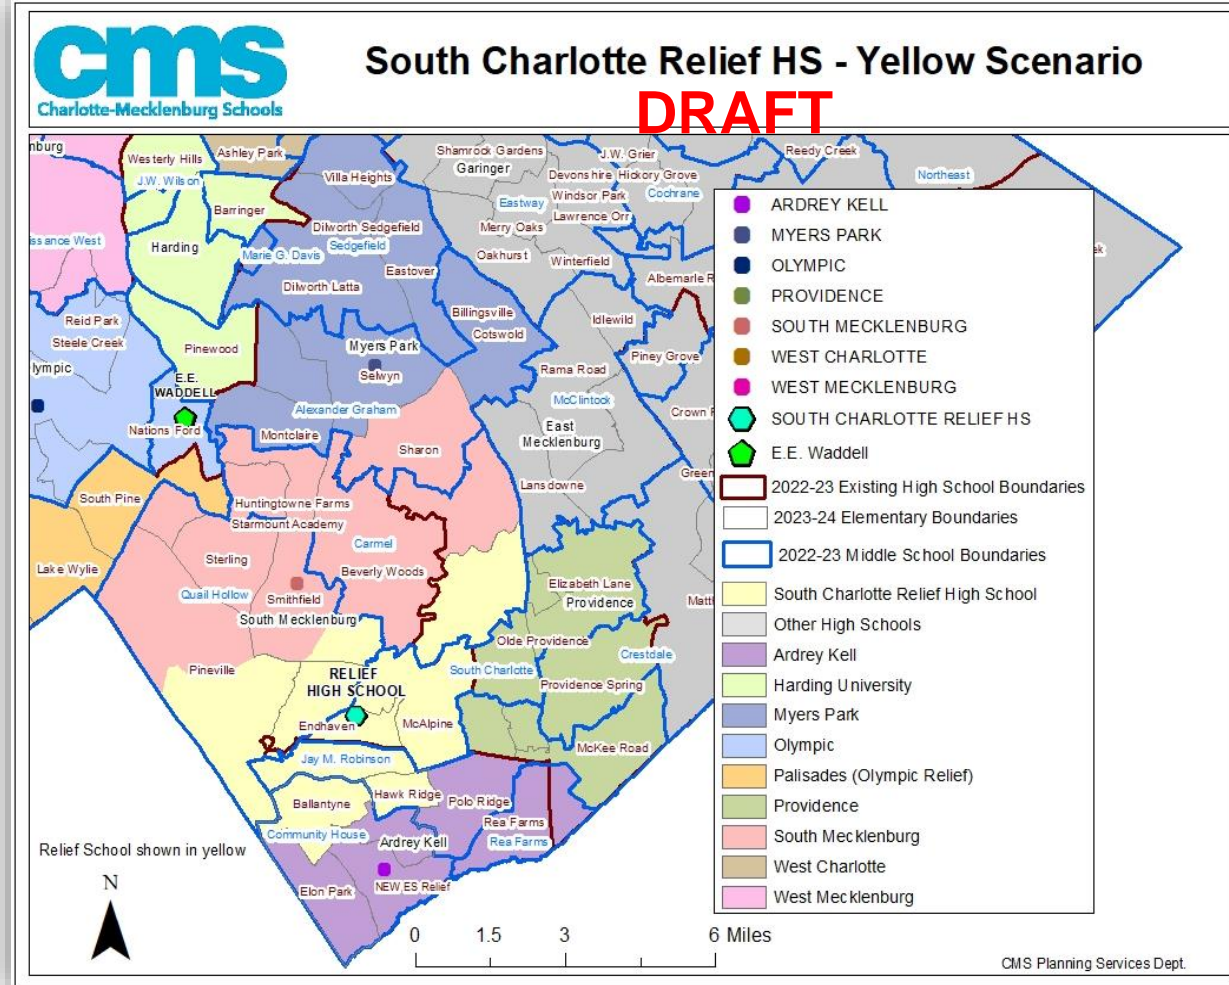 cms
Charlotte-Mecklenburg Schools
South Charlotte Relief HS - Yellow Scenario
DRAFT
nburg
Westerly Hills
Ashley Park
J.W. Wilson
Villa Heights
Shamrock Gardens
Garinger
J.W. Grier
Reedy Creek
Devonshire
Hickory Grove
Northeast
Windsor Park
Cochrane
Eastway
Lawrence Orr
Barringer
Merry Oaks
Dilworth Sedgefield
Sedgefield
Harding
issance West
Marie G. Davis
Oakhurst
Winterfield
Eastover
Albemarle R
ek
Dilworth Latta
Billingsville
Cotswold
Idlewild
Reid Park
Steele Creek
Pinewood
Myers Park
Selwyn
Piney Grove
lympic
Rama Road
E.E.
WADDELL
McClintock
Alexander Graham
Crown P
Nations Ford
Montclaire
East
Mecklenburg
Sharon
Green
Lansdowne
South Pine
Huntingtowne Farms
Starmount Academy
Carmel
Sterling
Beverly Woods
Lake Wylie
Elizabeth Lane
Quail Hollow
Smithfield
Providence
Matt
South Mecklenburg
Olde Providence
Crestdale
Pineville
South Charlotte
RELIEF
HIGH SCHOOL
Providence Spring
Endhaven
McAlpine
McKee Road
Jay M. Robinson
Hawk Ridge
Ballantyne
Polo Ridge
Rea Farms
Community House
Ardrey Kell
Rea Farms
Elon Park
NEW ES Relief
ARDREY KELL
MYERS PARK
OLYMPIC
PROVIDENCE
SOUTH MECKLENBURG
WEST CHARLOTTE
WEST MECKLENBURG
SOUTH CHARLOTTE RELIEF HS
E.E. Waddell
2022-23 Existing High School Boundaries
2023-24 Elementary Boundaries
2022-23 Middle School Boundaries
South Charlotte Relief High School
Other High Schools
Ardrey Kell
Harding University
Myers Park
Olympic
Palisades (Olympic Relief)
Providence
South Mecklenburg
West Charlotte
West Mecklenburg
Relief School shown in yellow
N
0 1.5 3 6 Miles
CMS Planning Services Dept.